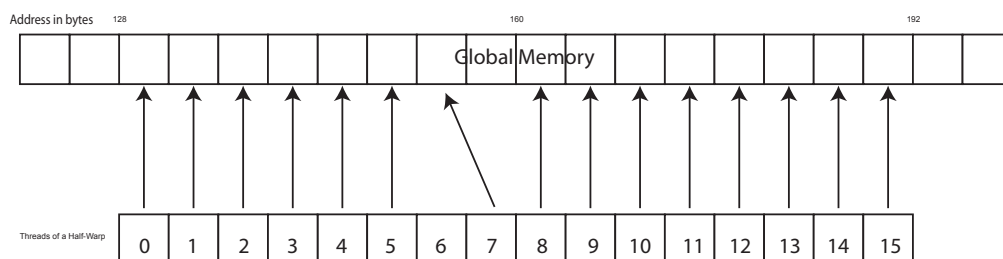 Address in bytes 128 160 192
Global Memory
Threads of a Half-Warp 0 1 2 3 4 5 6 7 8 9 10 11 12 13 14 15